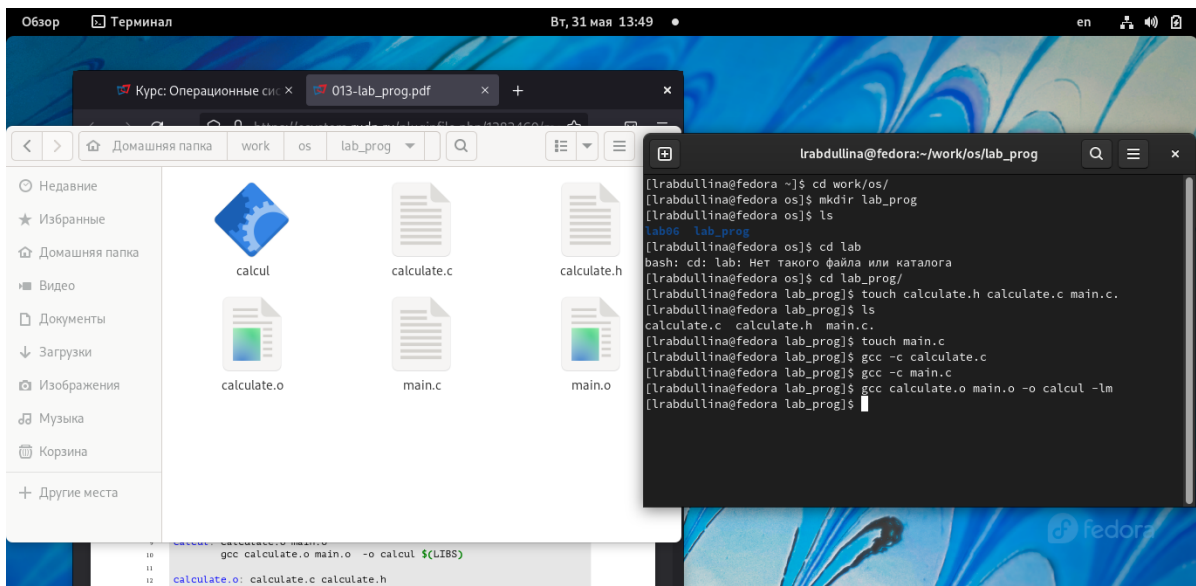 Обзор
Терминал
Вт, 31 мая 13:49
en
Курс: Операционные сис
013-lab_prog.pdf
Домашняя папка
work
os
lab_prog
Недавние
Избранные
Домашняя папка
Видео
Документы
Загрузки
Изображения
Музыка
Корзина
Другие места
calcul
calculate.c
calculate.h
calculate.o
main.c
main.o
lrabdullina@fedora:~/work/os/lab_prog
[lrabdullina@fedora ~]$ cd work/os/
[lrabdullina@fedora os]$ mkdir lab_prog
[lrabdullina@fedora os]$ ls
lab06 lab_prog
[lrabdullina@fedora os]$ cd lab
bash: cd: lab: Нет такого файла или каталога
[lrabdullina@fedora os]$ cd lab_prog/
[lrabdullina@fedora lab_prog]$ touch calculate.h calculate.c main.c.
[lrabdullina@fedora lab_prog]$ ls
calculate.c calculate.h main.c.
[lrabdullina@fedora lab_prog]$ touch main.c
[lrabdullina@fedora lab_prog]$ gcc -c calculate.c
[lrabdullina@fedora lab_prog]$ gcc -c main.c
[lrabdullina@fedora lab_prog]$ gcc calculate.o main.o -o calcul -lm
[lrabdullina@fedora lab_prog]$
fedora
10 gcc calculate.o main.o -o calcul $(LIBS)
11
12 calculate.o: calculate.c calculate.h